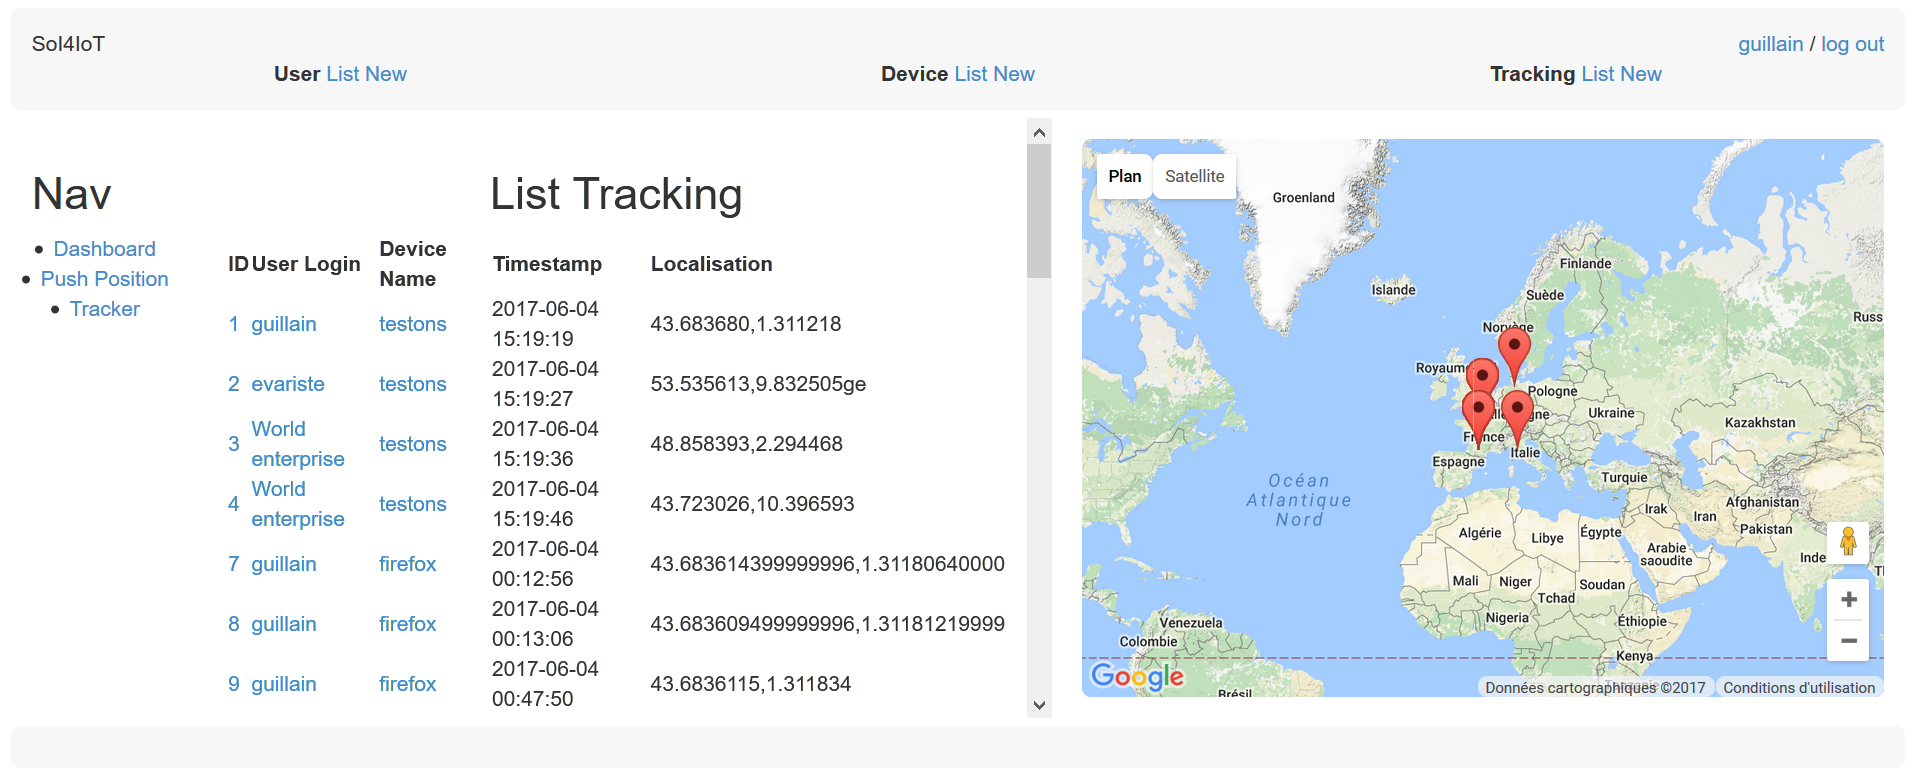 Sol4IoT
guillain / log out
User List New
Device List New
Tracking List New
Nav
Dashboard
Push Position
Tracker
List Tracking
ID User Login Device Name Timestamp Localisation
1 guillain testons 2017-06-04 15:19:19 43.683680,1.311218
2 evariste testons 2017-06-04 15:19:27 53.535613,9.832505ge
3 World enterprise testons 2017-06-04 15:19:36 48.858393,2.294468
4 World enterprise testons 2017-06-04 15:19:46 43.723026,10.396593
7 guillain firefox 2017-06-04 00:12:56 43.683614399999996,1.31180640000
8 guillain firefox 2017-06-04 00:13:06 43.683609499999996,1.31181219999
9 guillain firefox 2017-06-04 00:47:50 43.6836115,1.311834
Plan Satellite
Groenland
Finlande
Islande
Suède
Norvège
Russ
Royaum
Pologne
gne
Ukraine
Kazakhstan
France
Italie
Espagne
Turquie
Océan
Atlantique
Nord
Afghanistan
Irak
Iran
Pakistan
Algérie
Libye
Égypte
Arabie
saoudite
Inde
Mali
Niger
Soudan
Tchad
Nigeria
Éthiopie
Venezuela
Colombie
Kenya
Brésil
Google
Données cartographiques ©2017
Conditions d'utilisation